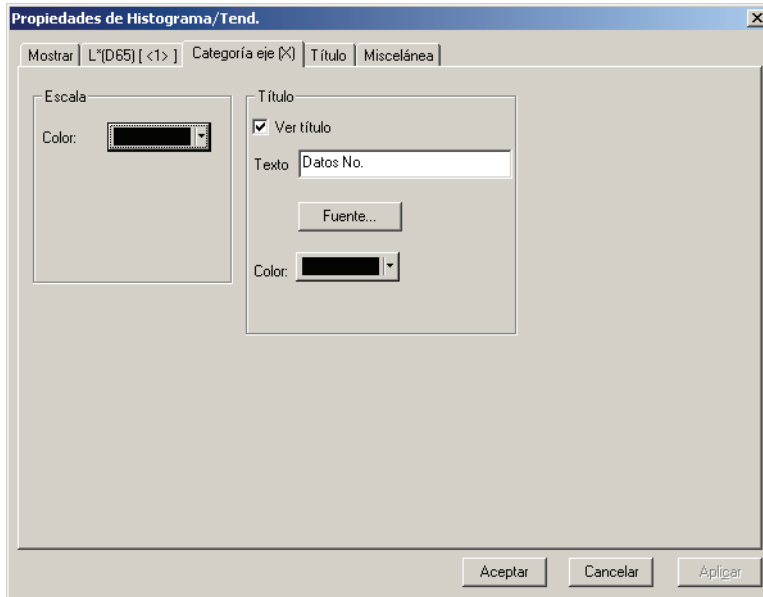 Propiedades de Histograma/Tend.
Mostrar L*(D65) [ <1> ] Categoría eje (X) Título Miscelánea
Escala
Color:
Título
Ver título
Texto Datos No.
Fuente...
Color:
Aceptar Cancelar Aplicar